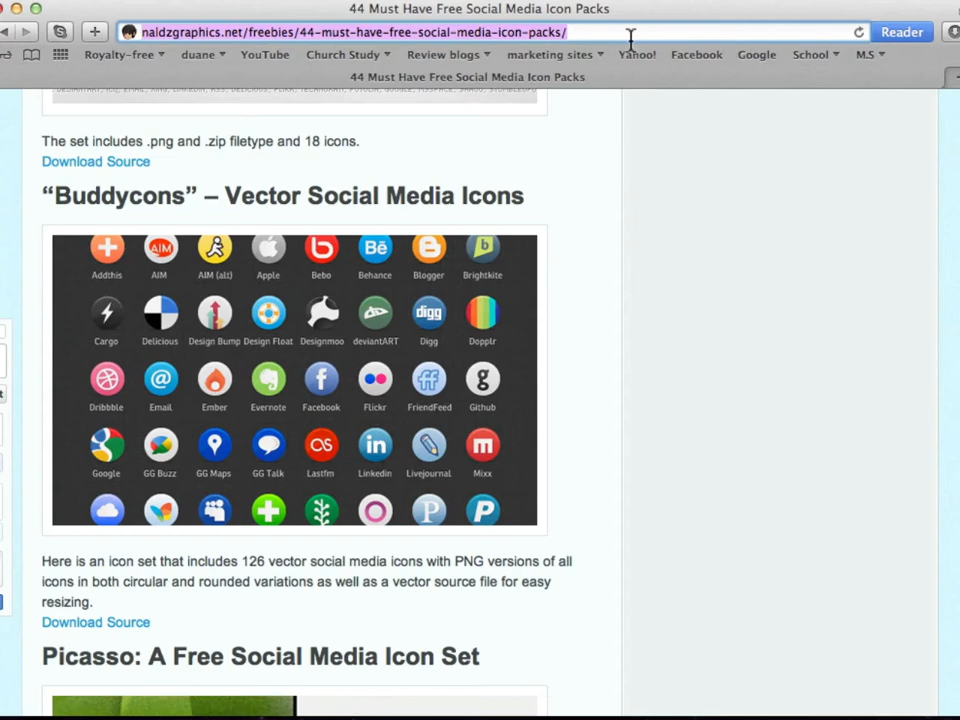 44 Must Have Free Social Media Icon Packs
naldzgraphics.net/freebies/44-must-have-free-social-media-icon-packs/
Reader
Royalty-free duane YouTube Church Study Review blogs marketing sites Yahoo! Facebook Google School M.S
44 Must Have Free Social Media Icon Packs
The set includes .png and .zip filetype and 18 icons.
Download Source
“Buddycons” – Vector Social Media Icons
AIM Bē b
Addthis AIM AIM (alt) Apple Bebo Behance Blogger Brightkite
digg
Cargo Delicious Design Bump Design Float Designmoo deviantART Digg Dopplr
@ f ff g
Dribbble Email Ember Evernote Facebook Flickr FriendFeed Github
in m
Google GG Buzz GG Maps GG Talk Lastfm Linkedin Livejournal Mixx
P P
Here is an icon set that includes 126 vector social media icons with PNG versions of all
icons in both circular and rounded variations as well as a vector source file for easy
resizing.
Download Source
Picasso: A Free Social Media Icon Set